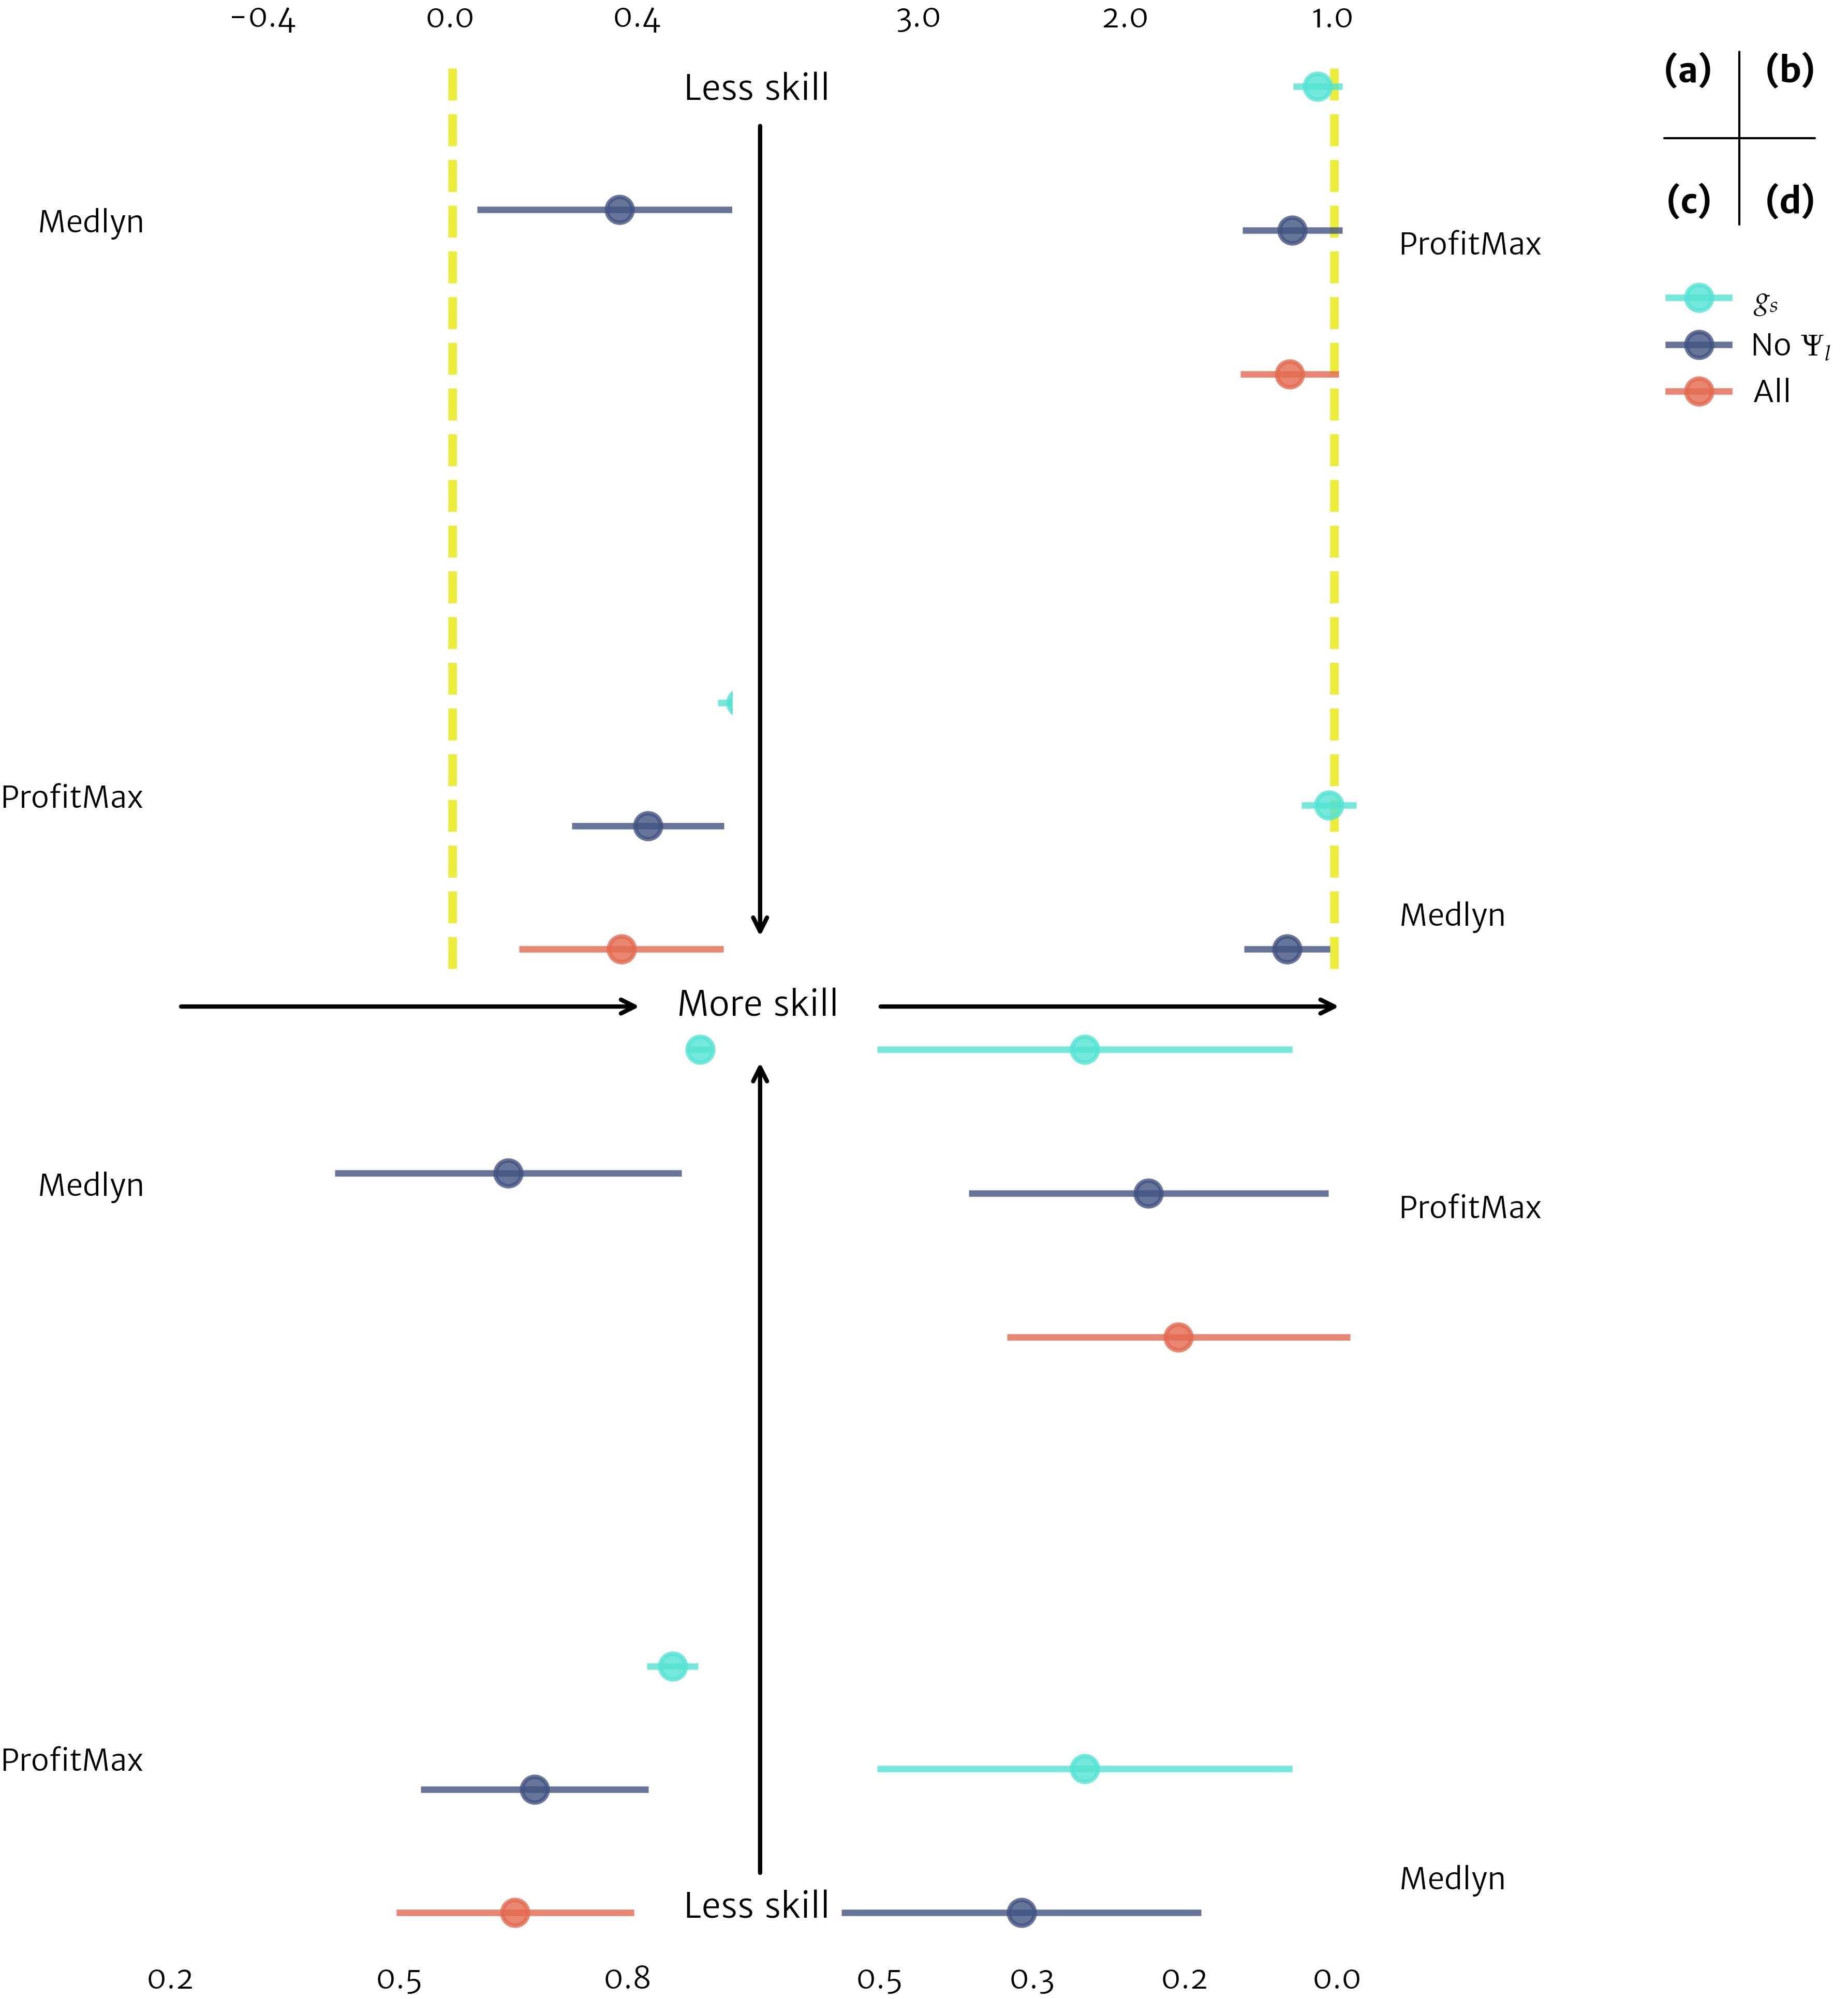 −0.4 0.0 0.4 3.0 2.0 1.0
(a) (b)
Less skill
(c) (d)
Medlyn
ProfitMax
gs
No Ψl
All
ProfitMax
Medlyn
More skill
Medlyn
ProfitMax
ProfitMax
Medlyn
Less skill
0.2 0.5 0.8 0.5 0.3 0.2 0.0